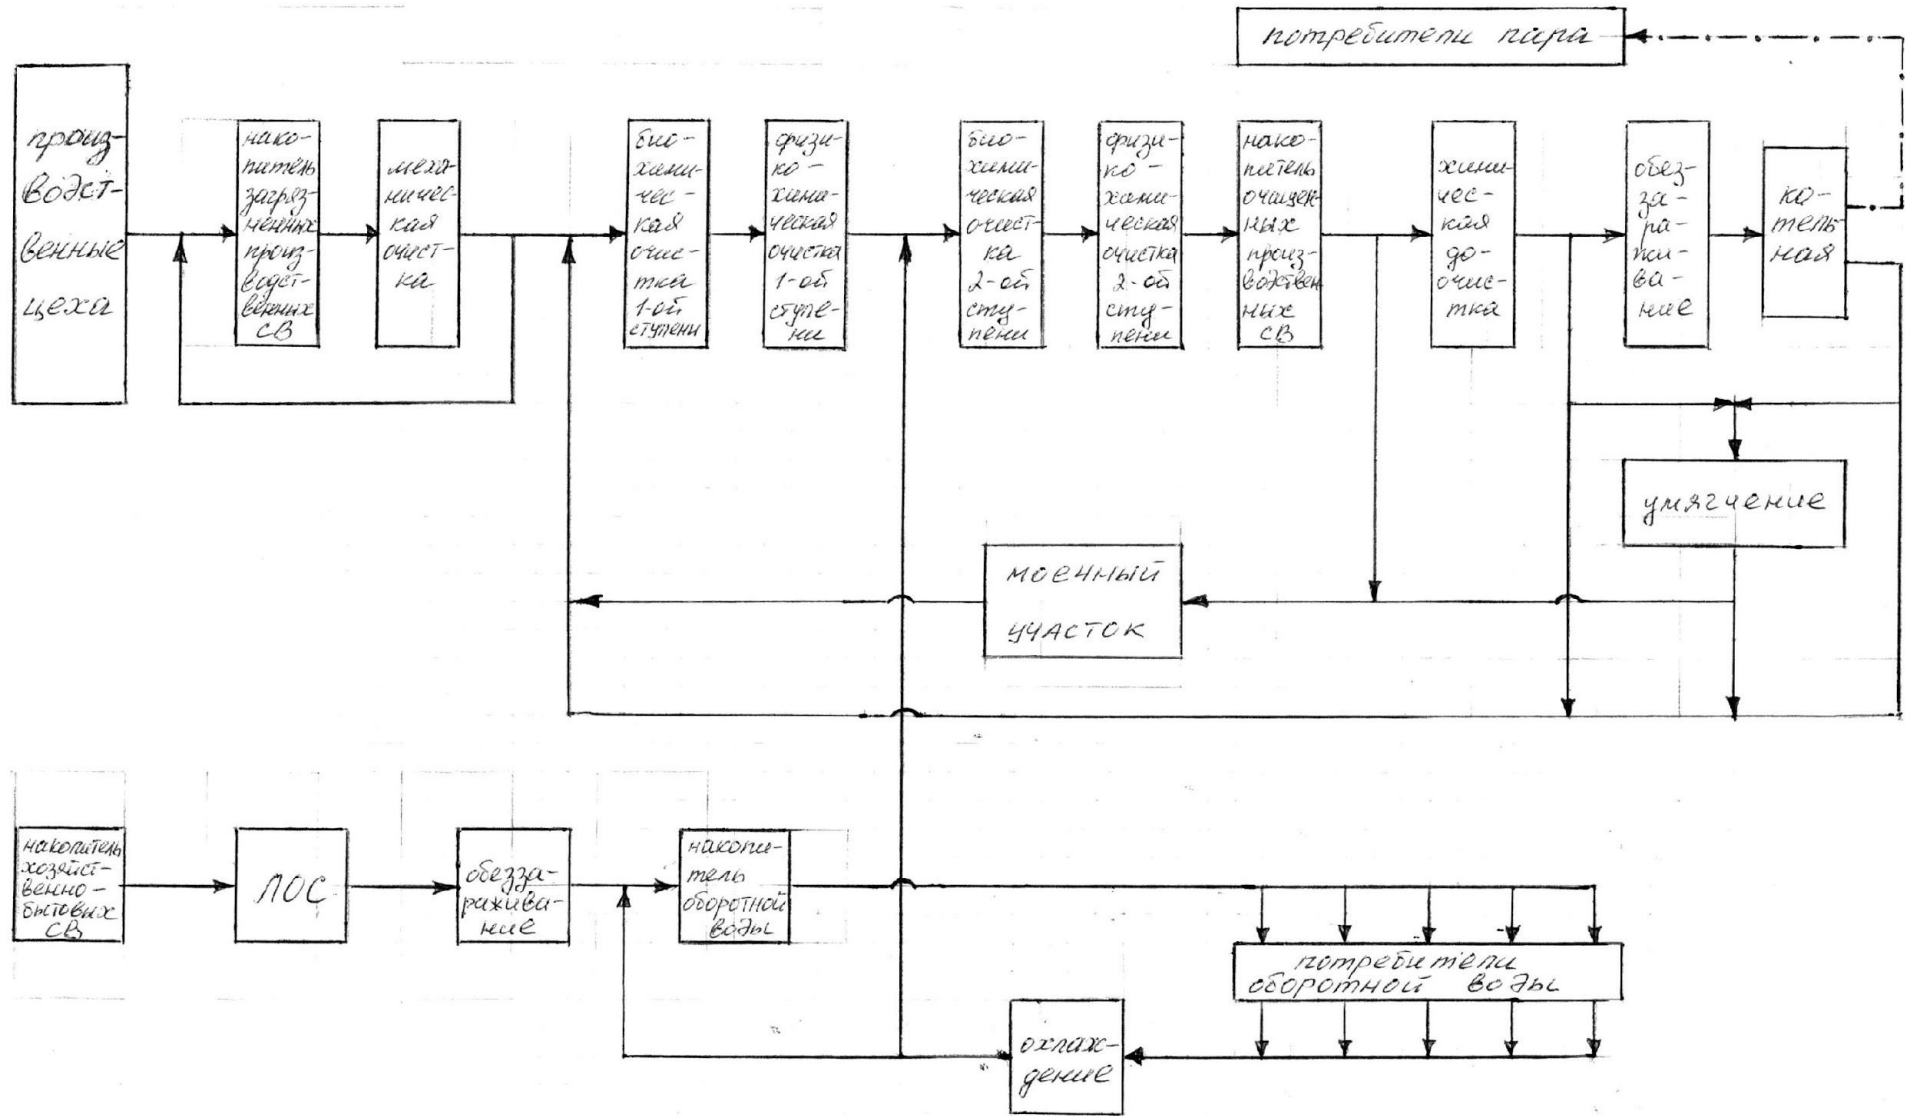 потребители пара
произ-
водст-
венные
цеха
нако-
питель
загряз-
ненных
произ-
водст-
венных
СВ
меха-
ничес-
кая
очист-
ка
био-
хими-
чес-
кая
очис-
тка
1-ой
ступени
физи-
ко-
хими-
ческая
очистка
1-ой
ступе-
ни
био-
хими-
ческая
очист-
ка
2-ой
сту-
пени
физи-
ко-
хими-
ческая
очистка
2-ой
сту-
пени
нако-
питель
очищен-
ных
произ-
водствен
ных
СВ
хими-
чес-
кая
до-
очис-
тка
обез-
за-
ра-
жи-
ва-
ние
ко-
тель
ная
умягчение
моечный
участок
накопитель
хозяйст-
венно-
бытовых
СВ
ЛОС
обезза-
ражива-
ние
накопи-
тель
оборотной
воды
потребители
оборотной воды
охлаж-
дение